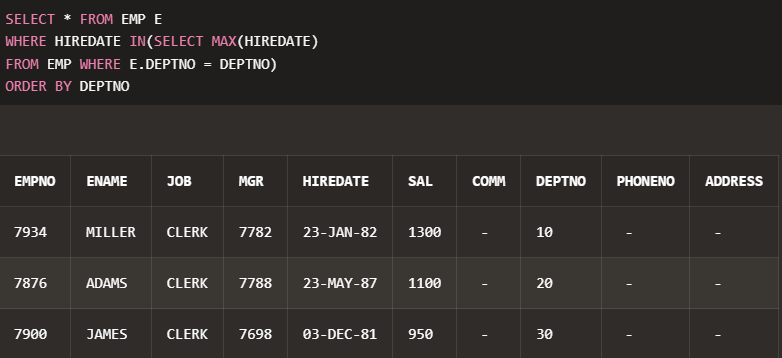 SELECT * FROM EMP E
WHERE HIREDATE IN(SELECT MAX(HIREDATE)
FROM EMP WHERE E.DEPTNO = DEPTNO)
ORDER BY DEPTNO
EMPNO ENAME JOB MGR HIREDATE SAL COMM DEPTNO PHONENO ADDRESS
7934 MILLER CLERK 7782 23-JAN-82 1300 - 10 - -
7876 ADAMS CLERK 7788 23-MAY-87 1100 - 20 - -
7900 JAMES CLERK 7698 03-DEC-81 950 - 30 - -